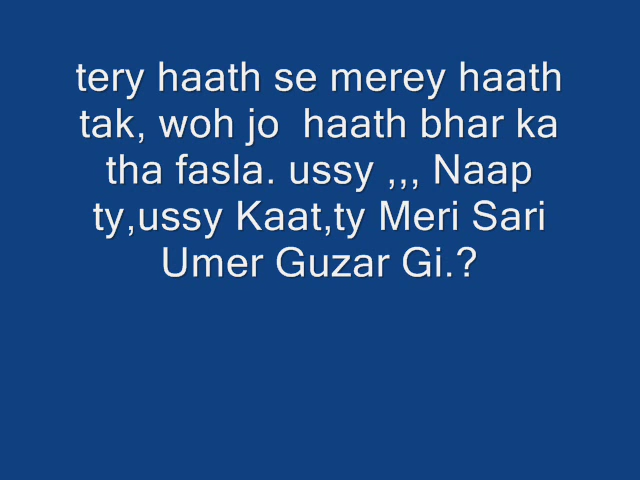 tery haath se merey haath
tak, woh jo  haath bhar ka
tha fasla. ussy ,,, Naap
ty,ussy Kaat,ty Meri Sari
Umer Guzar Gi.?